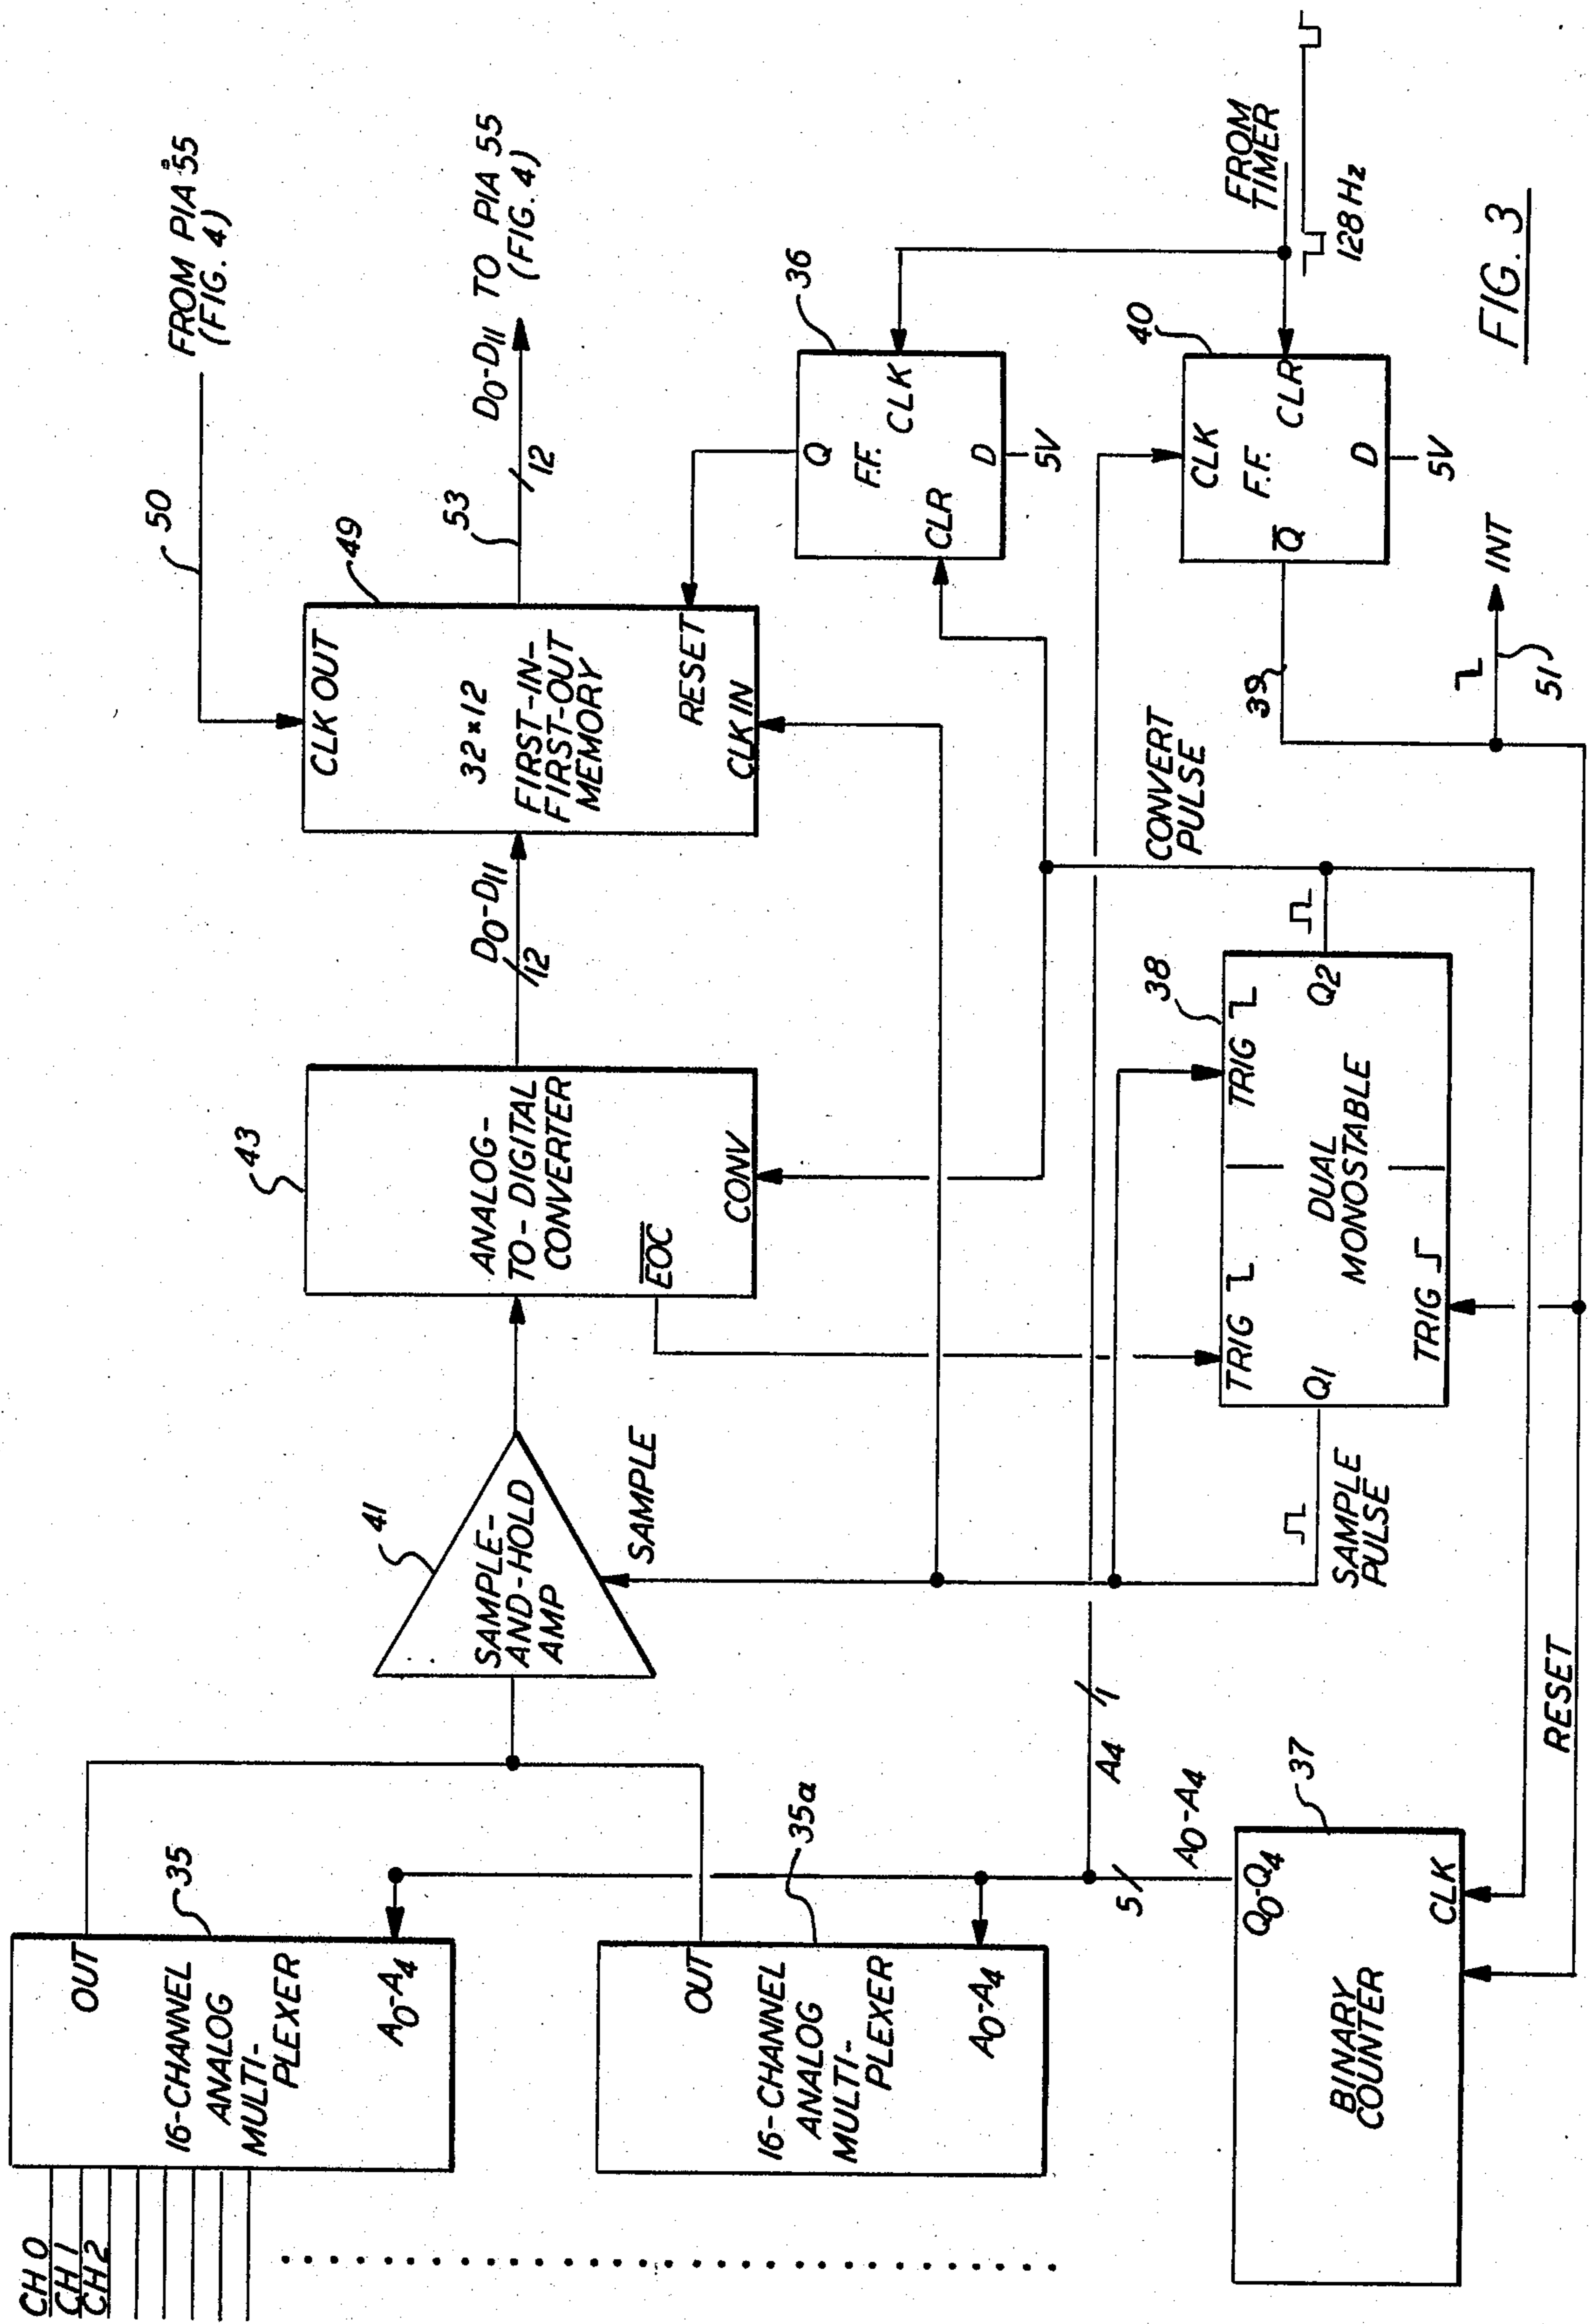 CH 0
CH 1
CH 2
OUT
16-CHANNEL
ANALOG
MULTI-
PLEXER
A0-A4
35
OUT
16-CHANNEL
ANALOG
MULTI-
PLEXER
A0-A4
35a
BINARY
COUNTER
Q0-Q4
CLK
37
5
A0-A4
A4
1
RESET
SAMPLE-
AND-HOLD
AMP
41
SAMPLE
SAMPLE
PULSE
ANALOG-
TO-DIGITAL
CONVERTER
EOC
CONV
43
D0-D11
12
TRIG
Q1
TRIG
DUAL
MONOSTABLE
TRIG
Q2
38
CONVERT
PULSE
CLK OUT
32×12
FIRST-IN-
FIRST-OUT
MEMORY
RESET
CLK IN
49
50
FROM PIA 55
(FIG. 4)
53
12
D0-D11 TO PIA 55
(FIG. 4)
Q
F.F.
CLK
CLR
D
5V
36
CLK
F.F.
Q
CLR
D
5V
40
39
INT
51
FROM
TIMER
128 Hz
FIG. 3